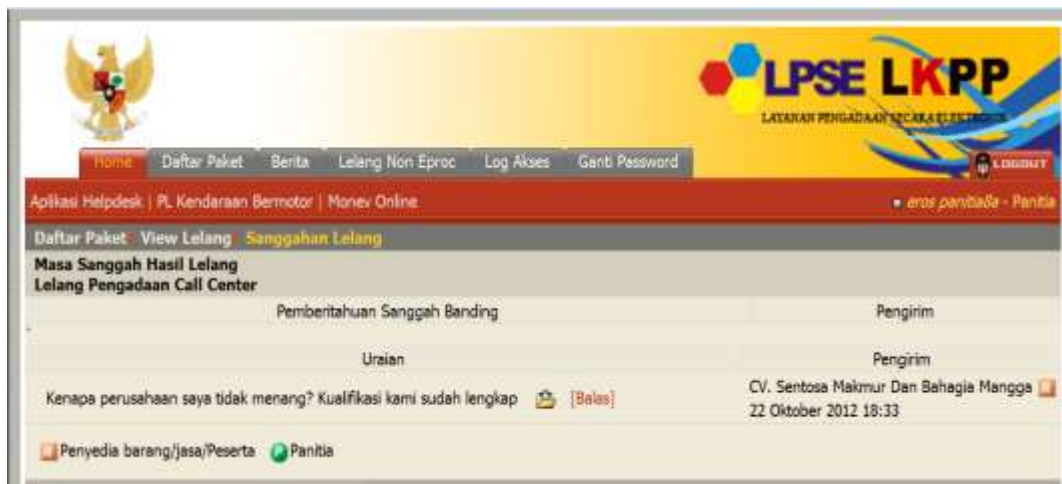 LPSE LKPP
LAYANAN PENGADAAN SECARA ELEKTRONIK
Home Daftar Paket Berita Lelang Non Eproc Log Akses Ganti Password
LOGOUT
Aplikasi Helpdesk | PL Kendaraan Bermotor | Monev Online
eros panitia8a - Panitia
Daftar Paket View Lelang Sanggahan Lelang
Masa Sanggah Hasil Lelang
Lelang Pengadaan Call Center
Pemberitahuan Sanggah Banding Pengirim
Uraian Pengirim
Kenapa perusahaan saya tidak menang? Kualifikasi kami sudah lengkap [Balas] CV. Sentosa Makmur Dan Bahagia Mangga
22 Oktober 2012 18:33
Penyedia barang/jasa/Peserta Panitia